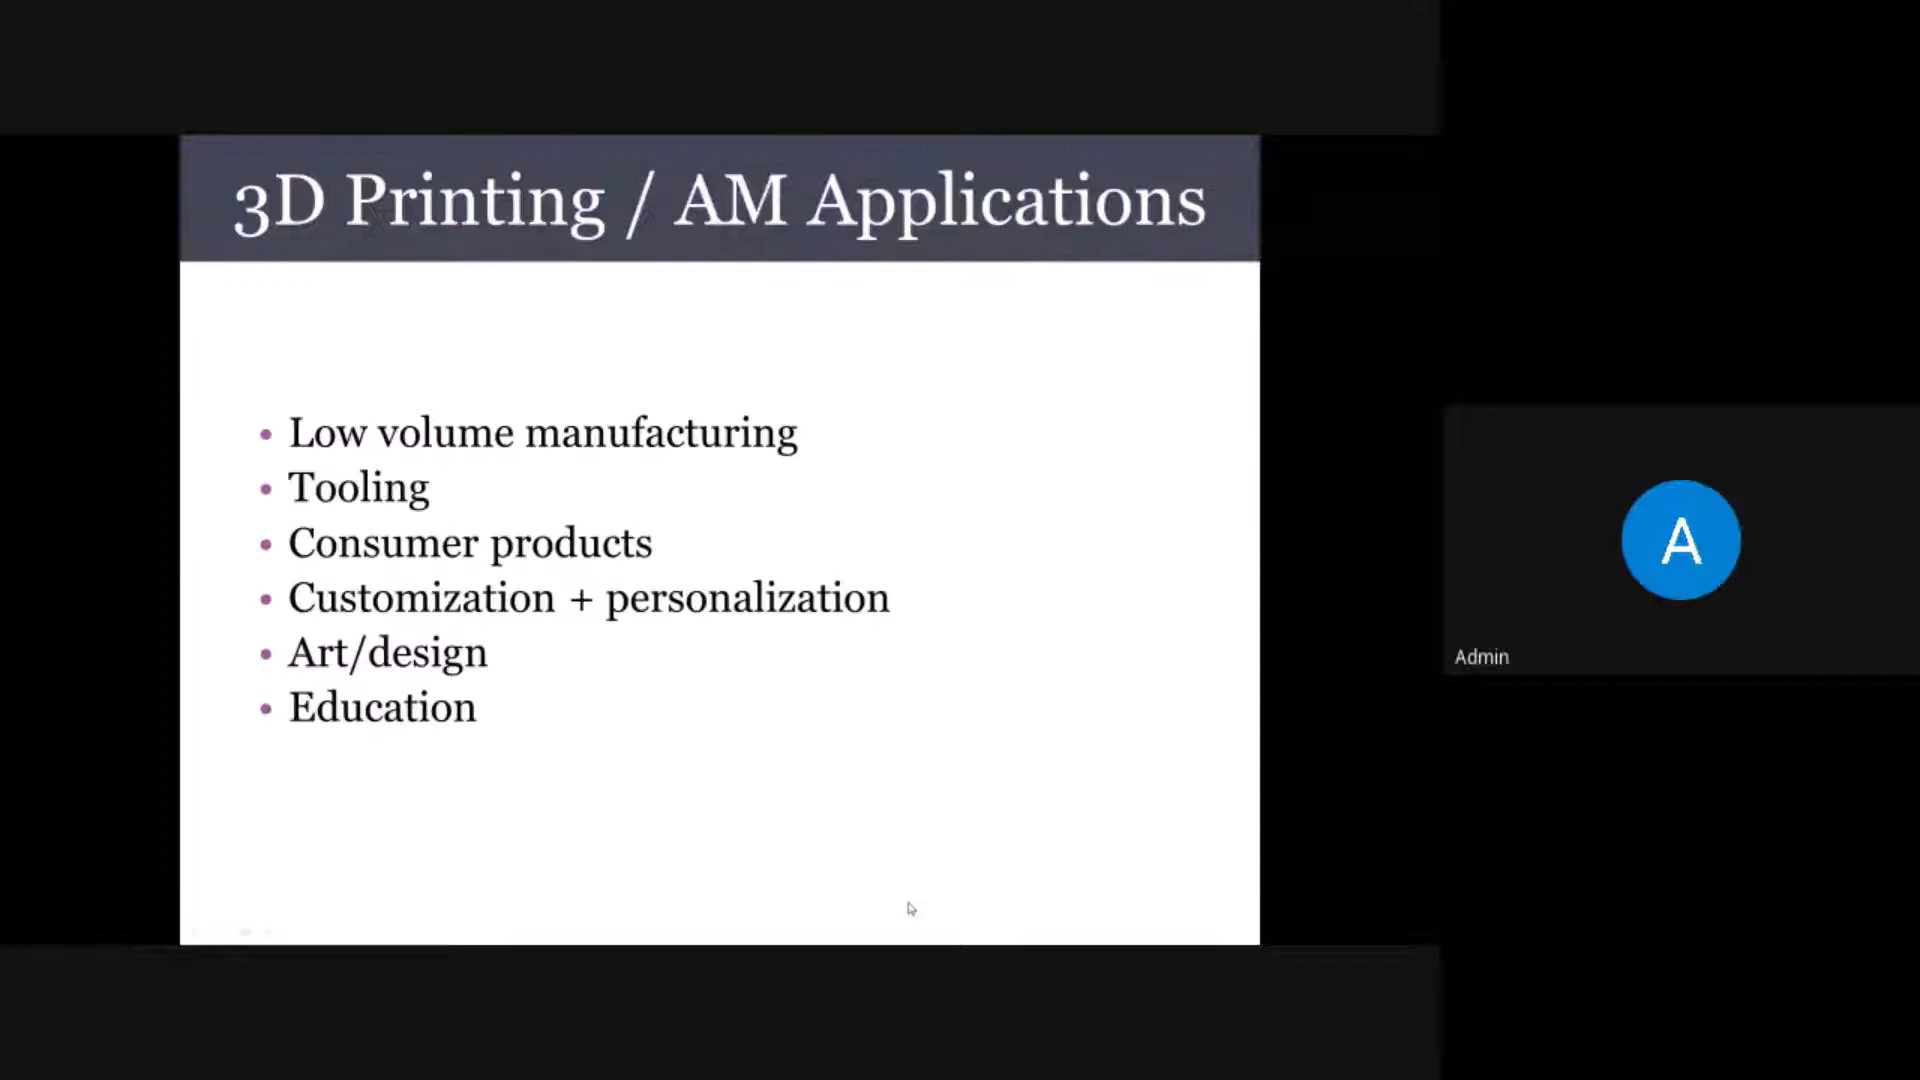 3D Printing / AM Applications
• Low volume manufacturing
• Tooling
• Consumer products
• Customization + personalization
• Art/design
• Education
A
Admin